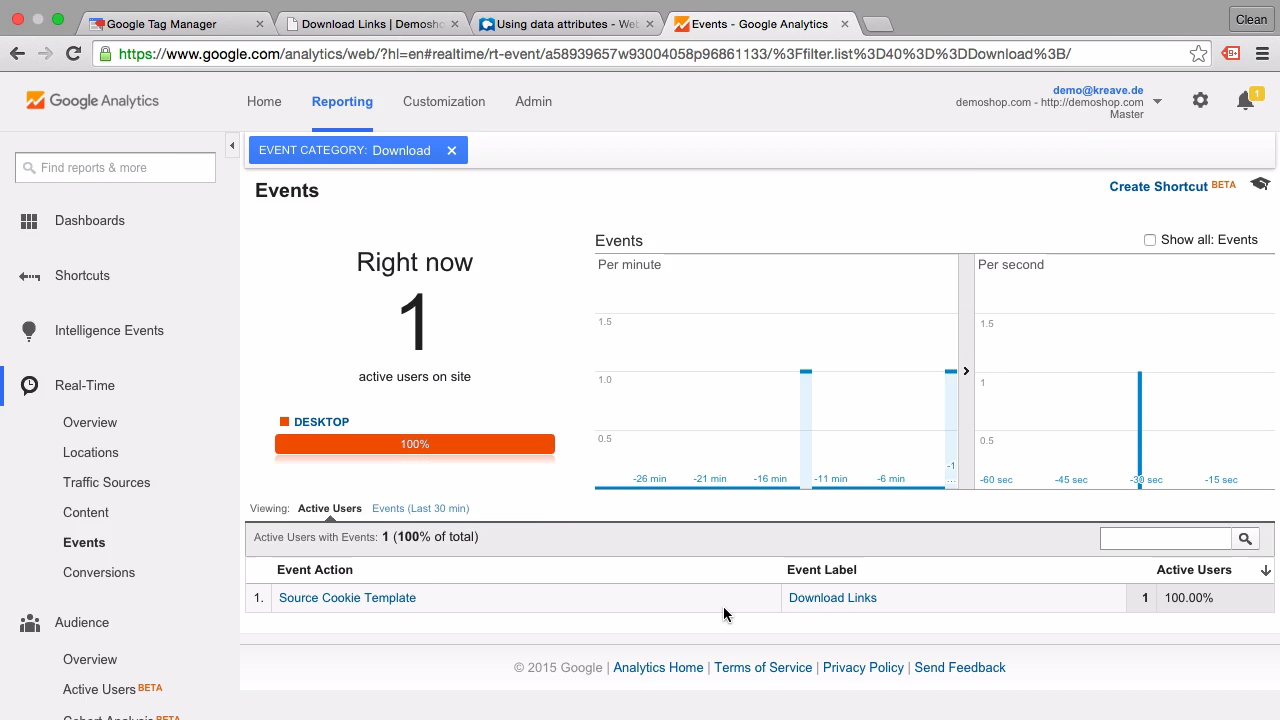 Google Tag Manager
Download Links | Demosho
Using data attributes - Web
Events - Google Analytics
Clean
https://www.google.com/analytics/web/?hl=en#realtime/rt-event/a58939657w93004058p96861133/%3Ffilter.list%3D40%3D%3DDownload%3B/
9+
Google Analytics
Home
Reporting
Customization
Admin
demo@kreave.de
demoshop.com - http://demoshop.com
Master
1
EVENT CATEGORY: Download
Find reports & more
Events
Create Shortcut BETA
Dashboards
Shortcuts
Intelligence Events
Real-Time
Overview
Locations
Traffic Sources
Content
Events
Conversions
Audience
Overview
Active Users BETA
Cohort Analysis BETA
Right now
1
active users on site
DESKTOP
100%
Events
Show all: Events
Per minute
1.5
1.0
0.5
-26 min
-21 min
-16 min
-11 min
-6 min
-1
...
Per second
1.5
1
0.5
-60 sec
-45 sec
-30 sec
-15 sec
Viewing: Active Users Events (Last 30 min)
Active Users with Events: 1 (100% of total)
Event Action Event Label Active Users
1. Source Cookie Template Download Links 1 100.00%
© 2015 Google | Analytics Home | Terms of Service | Privacy Policy | Send Feedback